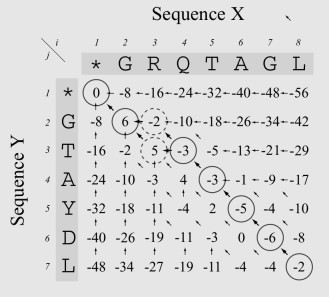 Sequence X
i 1 2 3 4 5 6 7 8
j * G R Q T A G L
Sequence Y
1 * 0 -8 -16 -24 -32 -40 -48 -56
2 G -8 6 -2 -10 -18 -26 -34 -42
3 T -16 -2 5 -3 -5 -13 -21 -29
4 A -24 -10 -3 4 -3 -1 -9 -17
5 Y -32 -18 -11 -4 2 -5 -4 -10
6 D -40 -26 -19 -11 -3 0 -6 -8
7 L -48 -34 -27 -19 -11 -4 -4 -2